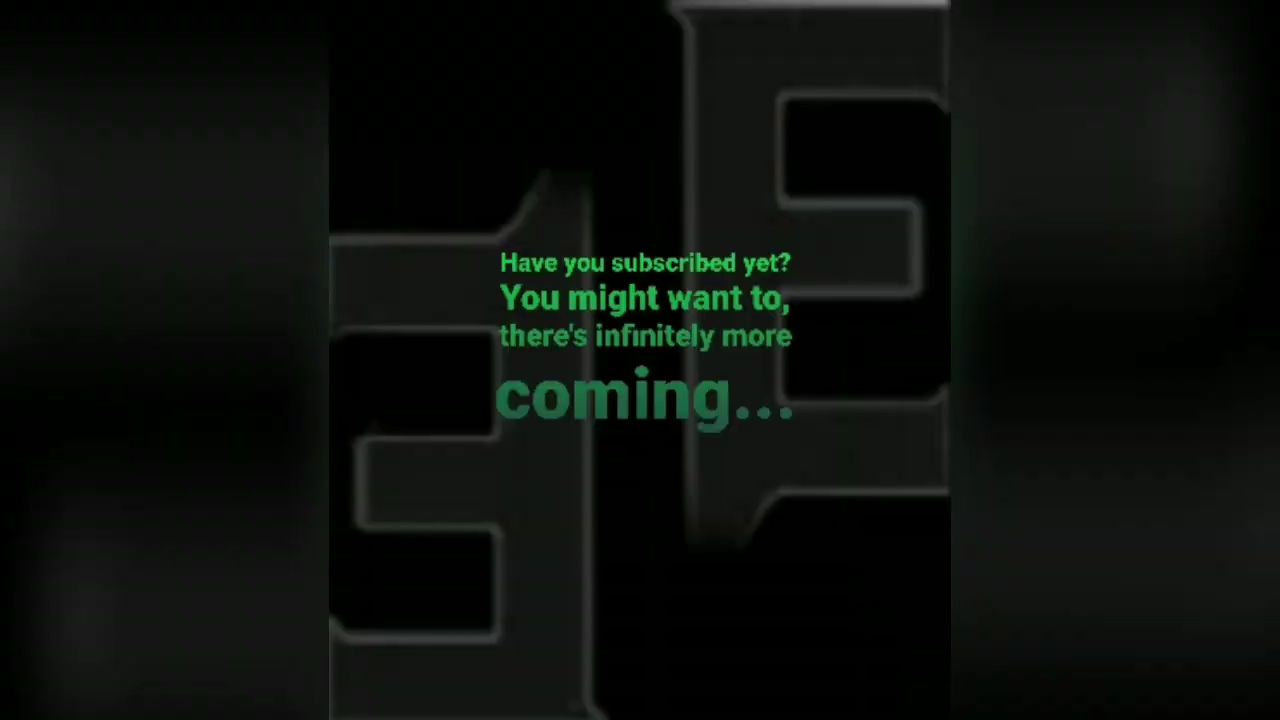 Have you subscribed yet?
You might want to,
there's infinitely more
coming...